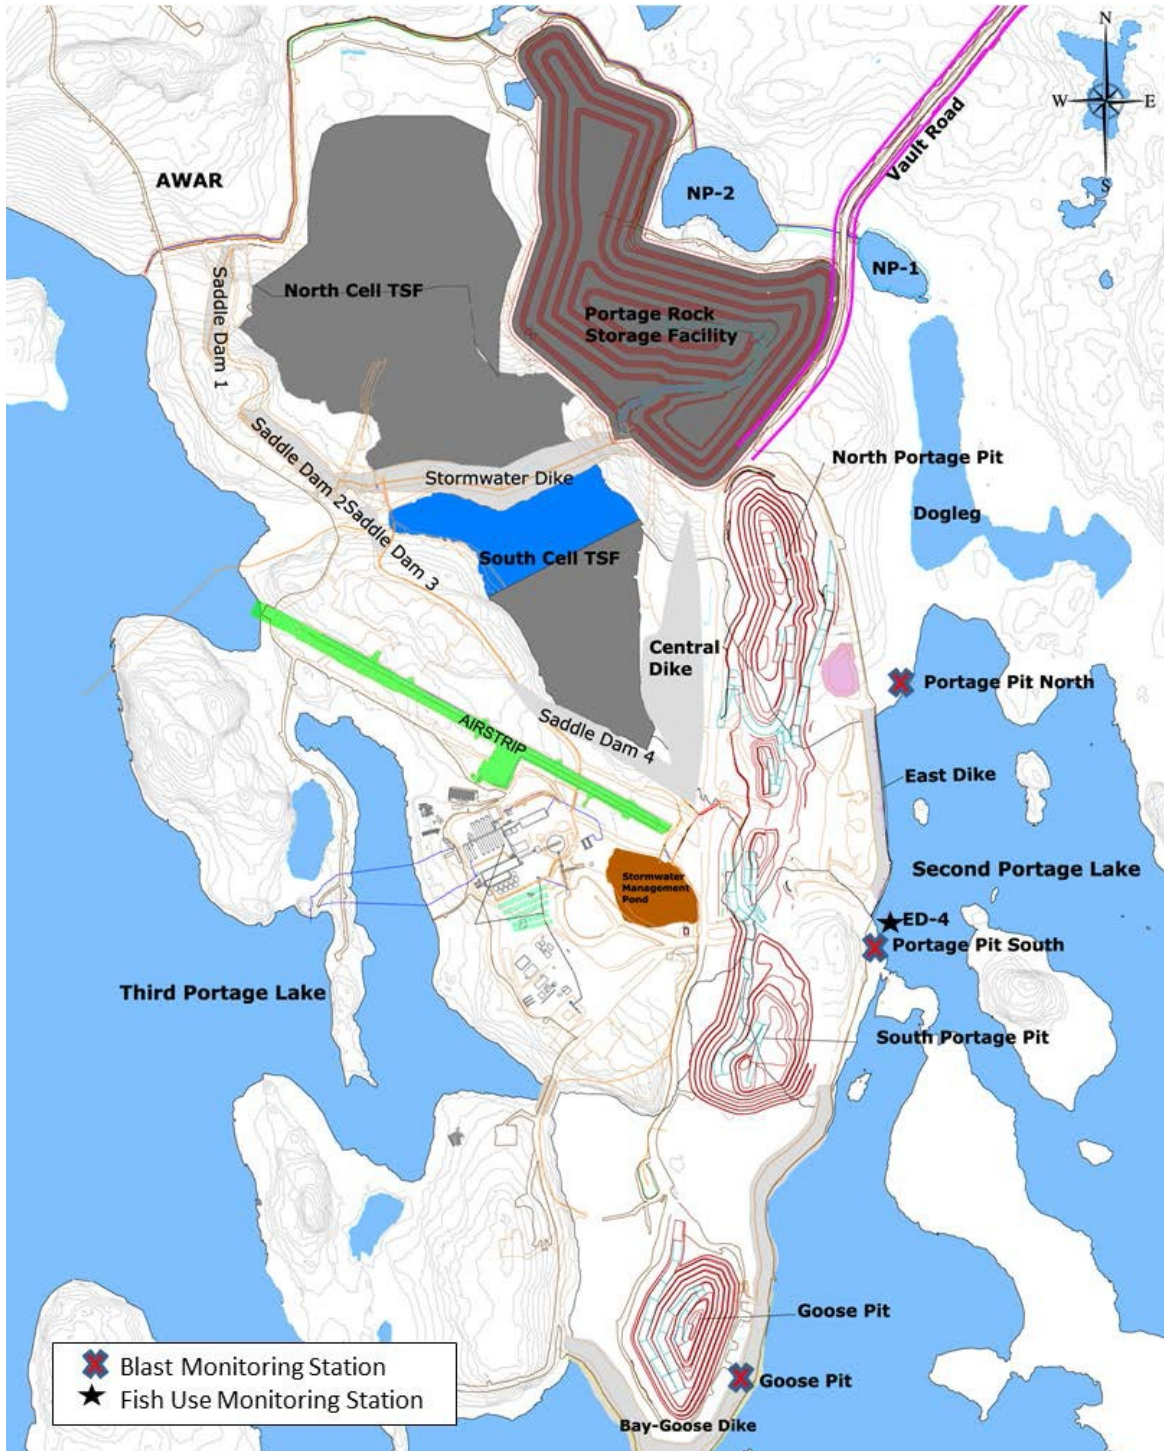 N
W
E
S
Vault Road
AWAR
NP-2
NP-1
Saddle Dam 1
North Cell TSF
Portage Rock
Storage Facility
Saddle Dam 2
Stormwater Dike
North Portage Pit
Dogleg
Saddle Dam 3
South Cell TSF
Central
Dike
Portage Pit North
AIRSTRIP
Saddle Dam 4
East Dike
Stormwater
Management
Pond
Second Portage Lake
ED-4
Portage Pit South
Third Portage Lake
South Portage Pit
Goose Pit
Goose Pit
Bay-Goose Dike
Blast Monitoring Station
Fish Use Monitoring Station